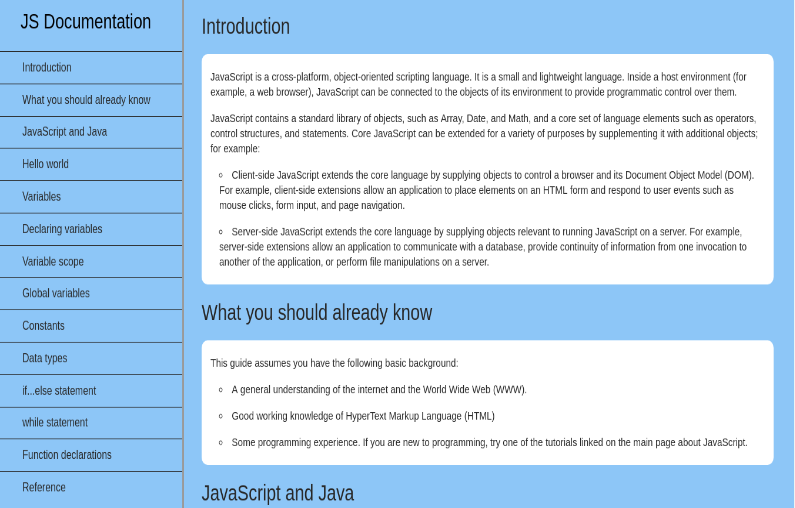 JS Documentation
Introduction
What you should already know
JavaScript and Java
Hello world
Variables
Declaring variables
Variable scope
Global variables
Constants
Data types
if...else statement
while statement
Function declarations
Reference
Introduction
JavaScript is a cross-platform, object-oriented scripting language. It is a small and lightweight language. Inside a host environment (for
example, a web browser), JavaScript can be connected to the objects of its environment to provide programmatic control over them.
JavaScript contains a standard library of objects, such as Array, Date, and Math, and a core set of language elements such as operators,
control structures, and statements. Core JavaScript can be extended for a variety of purposes by supplementing it with additional objects;
for example:
Client-side JavaScript extends the core language by supplying objects to control a browser and its Document Object Model (DOM).
For example, client-side extensions allow an application to place elements on an HTML form and respond to user events such as
mouse clicks, form input, and page navigation.
Server-side JavaScript extends the core language by supplying objects relevant to running JavaScript on a server. For example,
server-side extensions allow an application to communicate with a database, provide continuity of information from one invocation to
another of the application, or perform file manipulations on a server.
What you should already know
This guide assumes you have the following basic background:
A general understanding of the internet and the World Wide Web (WWW).
Good working knowledge of HyperText Markup Language (HTML)
Some programming experience. If you are new to programming, try one of the tutorials linked on the main page about JavaScript.
JavaScript and Java